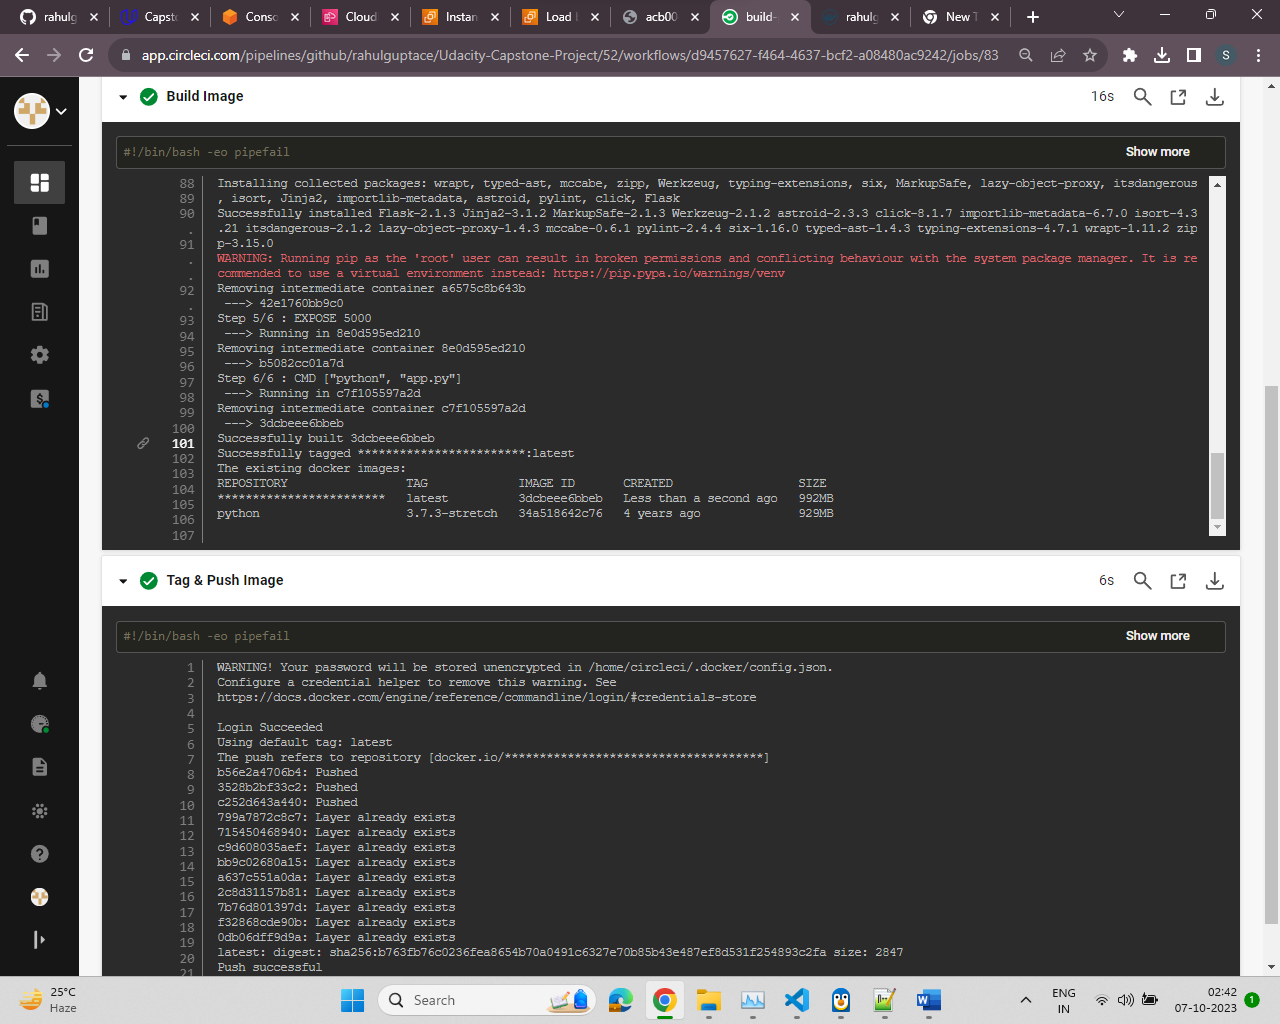 rahulg
Capst
Conso
Cloud
Instan
Load
acb00
build-
rahulg
New T
app.circleci.com/pipelines/github/rahulguptace/Udacity-Capstone-Project/52/workflows/d9457627-f464-4637-bcf2-a08480ac9242/jobs/83
S
Build Image
16s
#!/bin/bash -eo pipefail
Show more
88 Installing collected packages: wrapt, typed-ast, mccabe, zipp, Werkzeug, typing-extensions, six, MarkupSafe, lazy-object-proxy, itsdangerous
89 , isort, Jinja2, importlib-metadata, astroid, pylint, click, Flask
90 Successfully installed Flask-2.1.3 Jinja2-3.1.2 MarkupSafe-2.1.3 Werkzeug-2.1.2 astroid-2.3.3 click-8.1.7 importlib-metadata-6.7.0 isort-4.3
. .21 itsdangerous-2.1.2 lazy-object-proxy-1.4.3 mccabe-0.6.1 pylint-2.4.4 six-1.16.0 typed-ast-1.4.3 typing-extensions-4.7.1 wrapt-1.11.2 zip
91 p-3.15.0
. WARNING: Running pip as the 'root' user can result in broken permissions and conflicting behaviour with the system package manager. It is re
. commended to use a virtual environment instead: https://pip.pypa.io/warnings/venv
92 Removing intermediate container a6575c8b643b
. ---> 42e1760bb9c0
93 Step 5/6 : EXPOSE 5000
94 ---> Running in 8e0d595ed210
95 Removing intermediate container 8e0d595ed210
96 ---> b5082cc01a7d
97 Step 6/6 : CMD ["python", "app.py"]
98 ---> Running in c7f105597a2d
99 Removing intermediate container c7f105597a2d
100 ---> 3dcbeee6bbeb
101 Successfully built 3dcbeee6bbeb
102 Successfully tagged ************************:latest
103 The existing docker images:
104 REPOSITORY TAG IMAGE ID CREATED SIZE
105 ************************ latest 3dcbeee6bbeb Less than a second ago 992MB
106 python 3.7.3-stretch 34a518642c76 4 years ago 929MB
107
Tag & Push Image
6s
#!/bin/bash -eo pipefail
Show more
1 WARNING! Your password will be stored unencrypted in /home/circleci/.docker/config.json.
2 Configure a credential helper to remove this warning. See
3 https://docs.docker.com/engine/reference/commandline/login/#credentials-store
4
5 Login Succeeded
6 Using default tag: latest
7 The push refers to repository [docker.io/*************************************]
8 b56e2a4706b4: Pushed
9 3528b2bf33c2: Pushed
10 c252d643a440: Pushed
11 799a7872c8c7: Layer already exists
12 715450468940: Layer already exists
13 c9d608035aef: Layer already exists
14 bb9c02680a15: Layer already exists
15 a637c551a0da: Layer already exists
16 2c8d31157b81: Layer already exists
17 7b76d801397d: Layer already exists
18 f32868cde90b: Layer already exists
19 0db06dff9d9a: Layer already exists
20 latest: digest: sha256:b763fb76c0236fea8654b70a0491c6327e70b85b43e487ef8d531f254893c2fa size: 2847
21 Push successful
25°C
Haze
Search
ENG
IN
02:42
07-10-2023
1